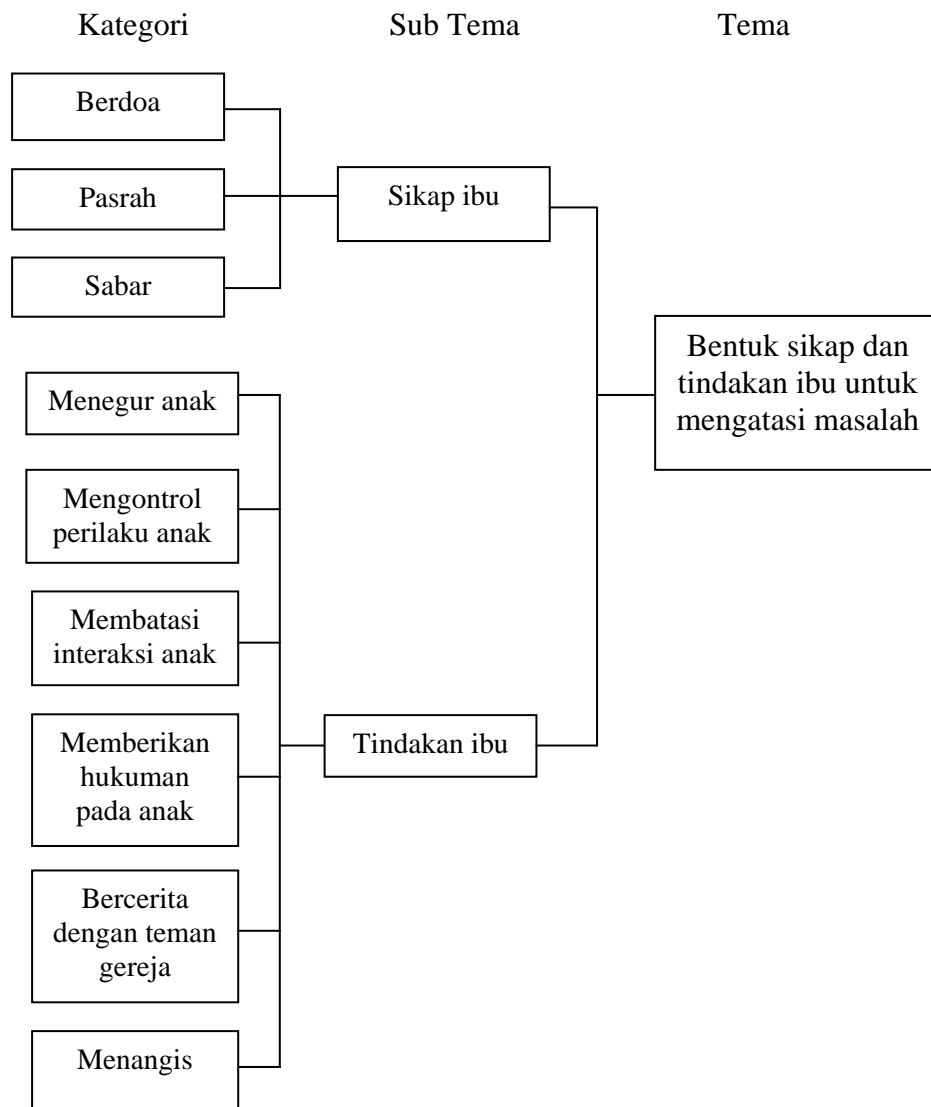 Kategori Sub Tema Tema
Berdoa
Pasrah
Sabar
Sikap ibu
Menegur anak
Mengontrol
perilaku anak
Membatasi
interaksi anak
Memberikan
hukuman
pada anak
Bercerita
dengan teman
gereja
Menangis
Tindakan ibu
Bentuk sikap dan
tindakan ibu untuk
mengatasi masalah